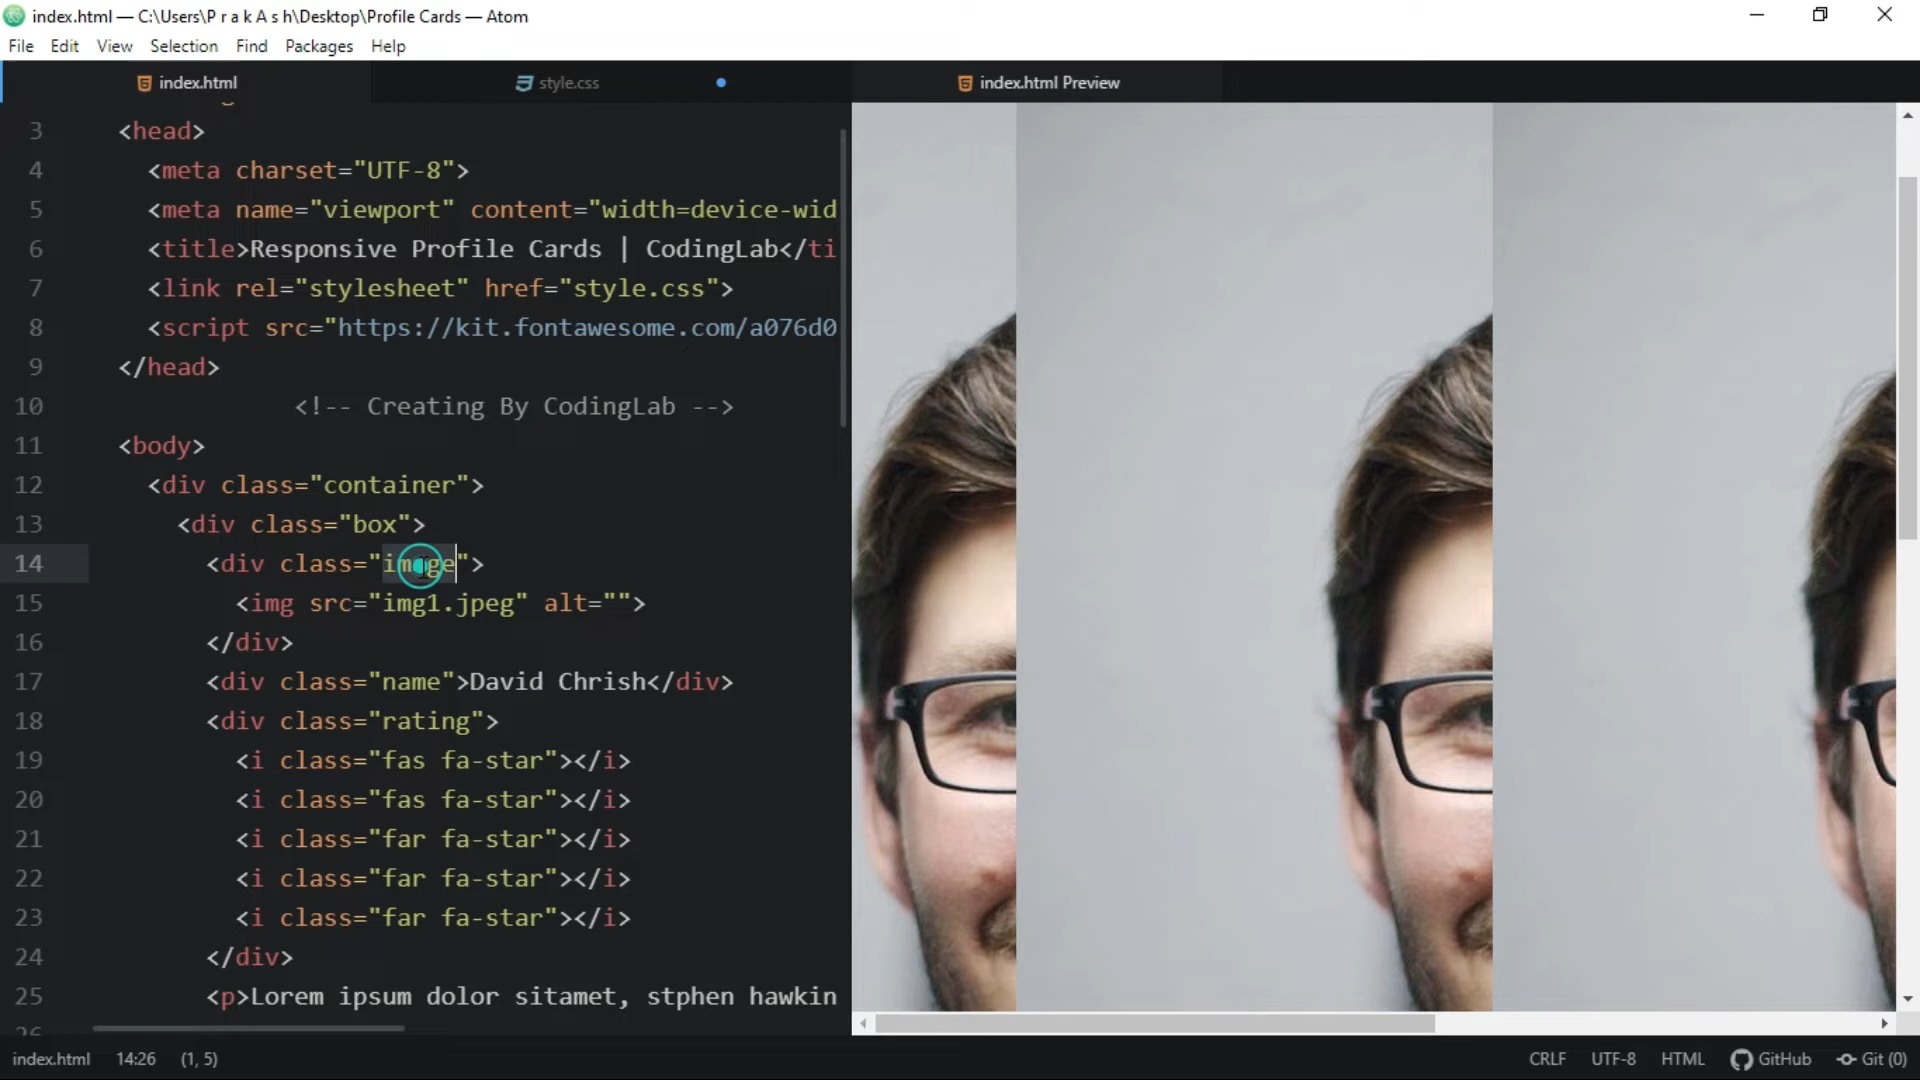 index.html — C:\Users\P r a k A s h\Desktop\Profile Cards — Atom
File Edit View Selection Find Packages Help
index.html style.css index.html Preview
3 <head>
4 <meta charset="UTF-8">
5 <meta name="viewport" content="width=device-wid
6 <title>Responsive Profile Cards | CodingLab</ti
7 <link rel="stylesheet" href="style.css">
8 <script src="https://kit.fontawesome.com/a076d0
9 </head>
10 <!-- Creating By CodingLab -->
11 <body>
12 <div class="container">
13 <div class="box">
14 <div class="image">
15 <img src="img1.jpeg" alt="">
16 </div>
17 <div class="name">David Chrish</div>
18 <div class="rating">
19 <i class="fas fa-star"></i>
20 <i class="fas fa-star"></i>
21 <i class="far fa-star"></i>
22 <i class="far fa-star"></i>
23 <i class="far fa-star"></i>
24 </div>
25 <p>Lorem ipsum dolor sitamet, stphen hawkin
26
index.html 14:26 (1, 5) CRLF UTF-8 HTML GitHub Git (0)